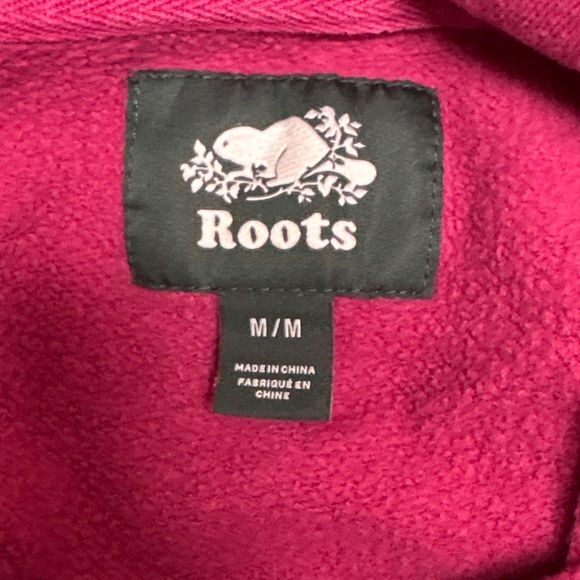 Roots
M/M
MADE IN CHINA
FABRIQUÉ EN
CHINE